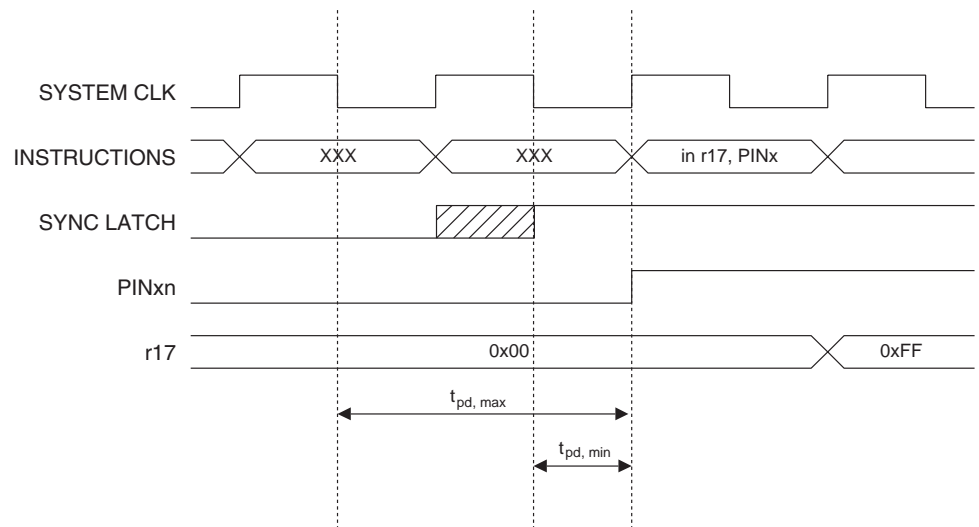 SYSTEM CLK
INSTRUCTIONS XXX XXX in r17, PINx
SYNC LATCH
PINxn
r17 0x00 0xFF
tpd, max
tpd, min